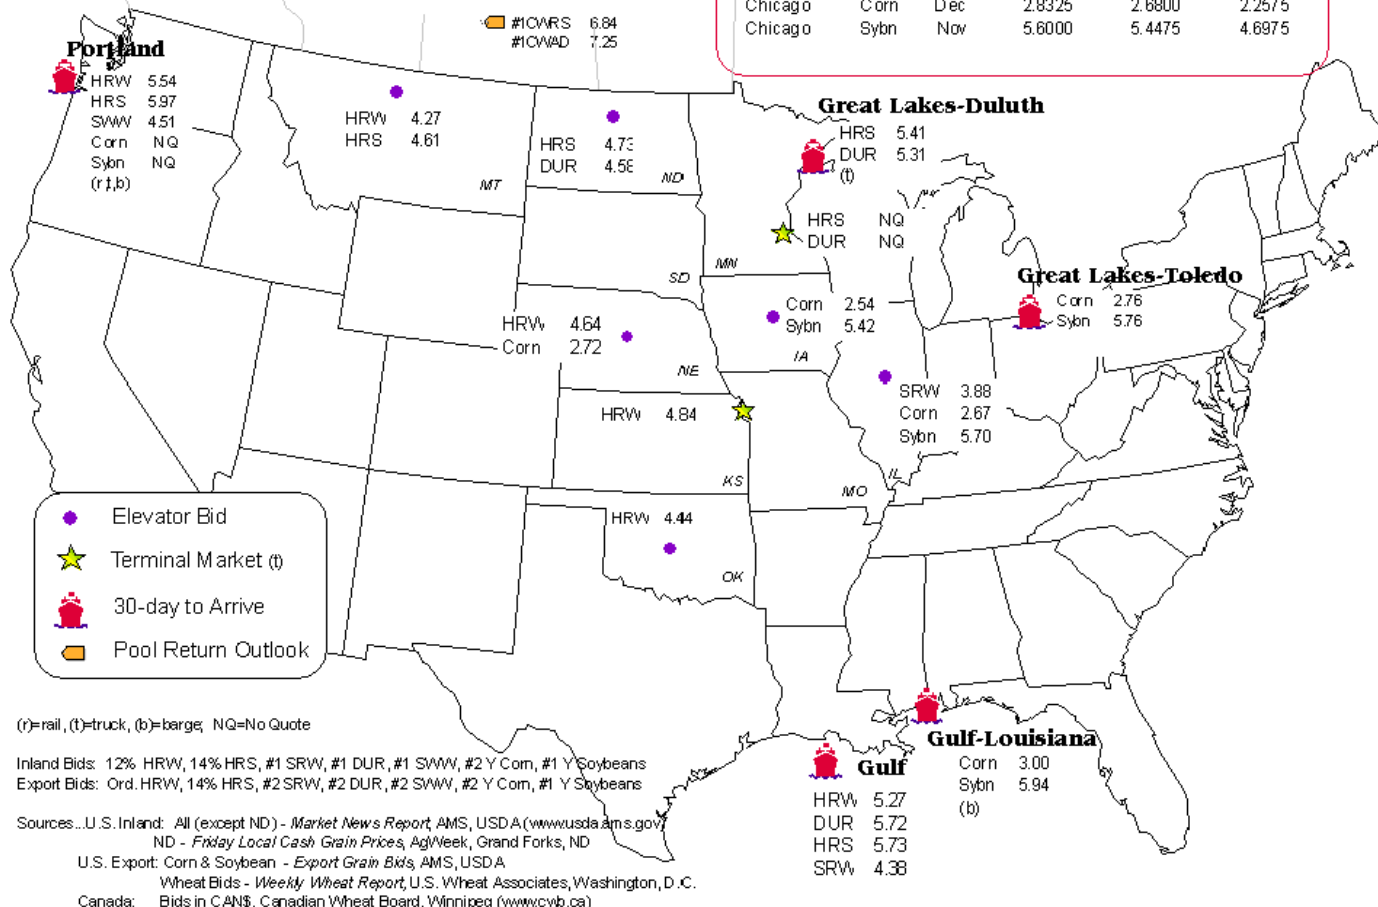 Chicago Corn Dec 2.8325 2.6800 2.2575
Chicago Sybn Nov 5.6000 5.4475 4.6975
#1CWRS 6.84
#1CWAD 7.25
Portland
HRW 5.54
HRS 5.97
SWW 4.51
Corn NQ
Sybn NQ
(r,t,b)
HRW 4.27
HRS 4.61
MT
HRS 4.73
DUR 4.58
ND
Great Lakes-Duluth
HRS 5.41
DUR 5.31
(t)
HRS NQ
DUR NQ
MN
SD
Great Lakes-Toledo
Corn 2.76
Sybn 5.76
Corn 2.54
Sybn 5.42
IA
HRW 4.64
Corn 2.72
NE
SRW 3.88
Corn 2.67
Sybn 5.70
IL
HRW 4.84
KS
MO
HRW 4.44
OK
Elevator Bid
Terminal Market (t)
30-day to Arrive
Pool Return Outlook
Gulf-Louisiana
Corn 3.00
Sybn 5.94
(b)
Gulf
HRW 5.27
DUR 5.72
HRS 5.73
SRW 4.38
(r)=rail, (t)=truck, (b)=barge; NQ=No Quote
Inland Bids: 12% HRW, 14% HRS, #1 SRW, #1 DUR, #1 SWW, #2 Y Corn, #1 Y Soybeans
Export Bids: Ord. HRW, 14% HRS, #2 SRW, #2 DUR, #2 SWW, #2 Y Corn, #1 Y Soybeans
Sources...U.S. Inland: All (except ND) - Market News Report, AMS, USDA (www.usda.ams.gov)
ND - Friday Local Cash Grain Prices, AgWeek, Grand Forks, ND
U.S. Export: Corn & Soybean - Export Grain Bids, AMS, USDA
Wheat Bids - Weekly Wheat Report, U.S. Wheat Associates, Washington, D.C.
Canada: Bids in CAN$, Canadian Wheat Board, Winnipeg (www.cwb.ca)